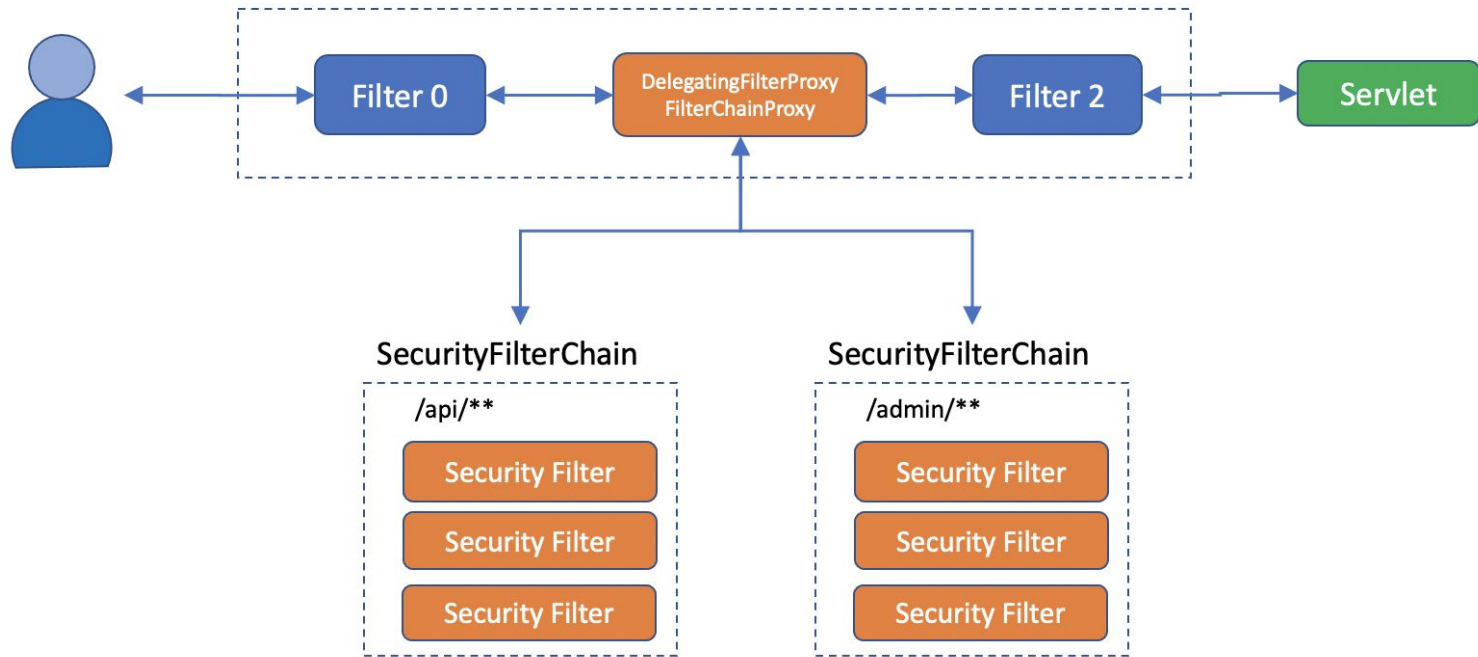 Filter 0
DelegatingFilterProxy
FilterChainProxy
Filter 2
Servlet
SecurityFilterChain
/api/**
Security Filter
Security Filter
Security Filter
SecurityFilterChain
/admin/**
Security Filter
Security Filter
Security Filter